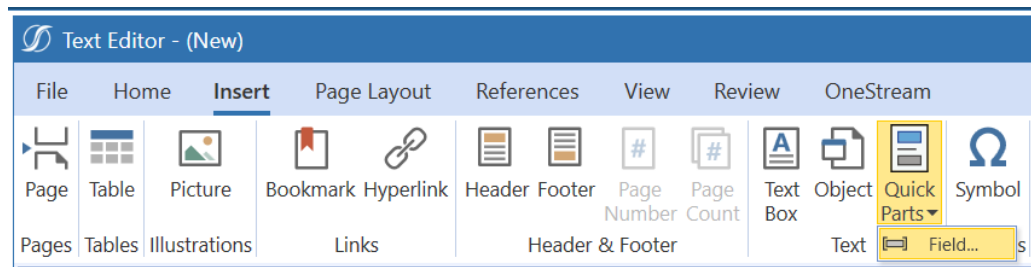 Text Editor - (New)
File Home Insert Page Layout References View Review OneStream
Page Table Picture Bookmark Hyperlink Header Footer Page Number Page Count Text Box Object Quick Parts Symbol
Pages Tables Illustrations Links Header & Footer Text s
Field...